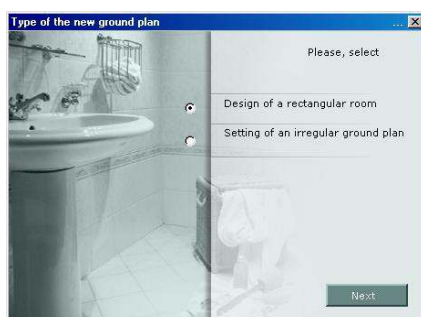 Type of the new ground plan ...
Please, select
Design of a rectangular room
Setting of an irregular ground plan
Next